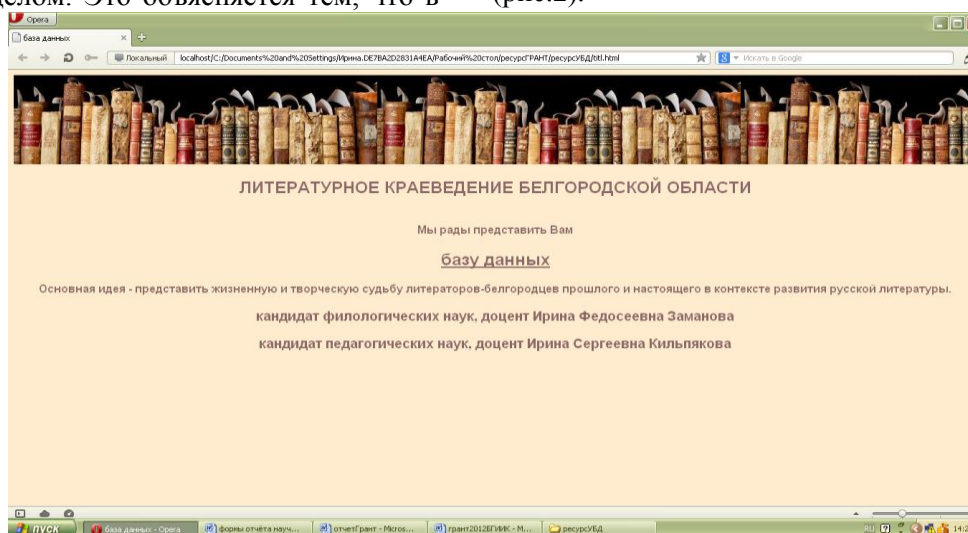 целом. Это объясняется тем, что в (рис.2).
Opera
база данных
Локальный localhost/C:/Documents%20and%20Settings/Ирина.DE7BA2D2831A4EA/Рабочий%20стол/ресурсГРАНТ/ресурсУБД/titl.html Искать в Google
ЛИТЕРАТУРНОЕ КРАЕВЕДЕНИЕ БЕЛГОРОДСКОЙ ОБЛАСТИ
Мы рады представить Вам
базу данных
Основная идея - представить жизненную и творческую судьбу литераторов-белгородцев прошлого и настоящего в контексте развития русской литературы.
кандидат филологических наук, доцент Ирина Федосеевна Заманова
кандидат педагогических наук, доцент Ирина Сергеевна Кильпякова
пуск база данных - Opera формы отчёта науч... отчетГрант - Micros... грант2012БГИИК - M... ресурсУБД RU